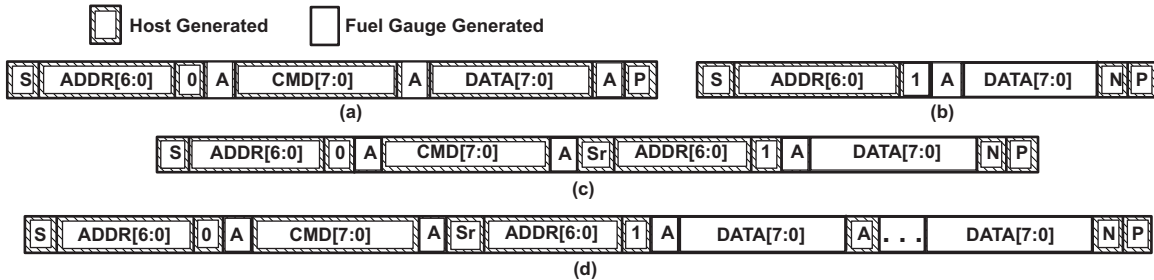 Host Generated Fuel Gauge Generated
S ADDR[6:0] 0 A CMD[7:0] A DATA[7:0] A P S ADDR[6:0] 1 A DATA[7:0] N P
(a) (b)
S ADDR[6:0] 0 A CMD[7:0] A Sr ADDR[6:0] 1 A DATA[7:0] N P
(c)
S ADDR[6:0] 0 A CMD[7:0] A Sr ADDR[6:0] 1 A DATA[7:0] A ... DATA[7:0] N P
(d)